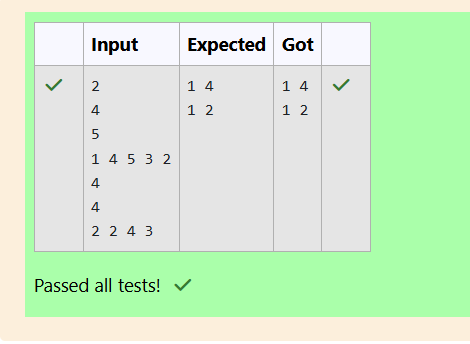 Input Expected Got
2 1 4 1 4
4 1 2 1 2
5
1 4 5 3 2
4
4
2 2 4 3
Passed all tests!